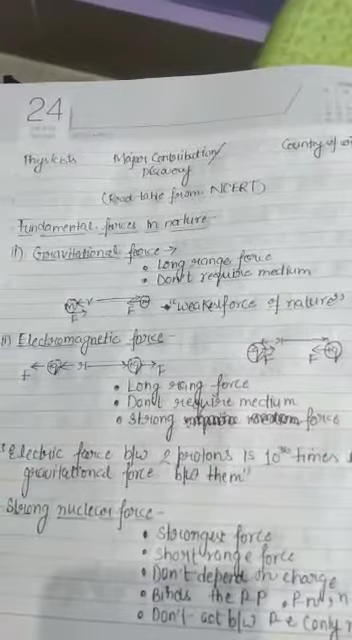 24
Physicists Major Contribution/ Country of
Discovery
(Read table from NCERT)
Fundamental forces in nature
i) Gravitational force →
• Long range force
• Don't require medium
F F • "Weakest force of nature"
ii) Electromagnetic force -
F F F F
• Long rang force
• Don't require medium
• Strong force
"Electric force b/w 2 protons is 10 times
gravitational force b/w them"
Strong nuclear force -
• Strongest force
• Short range force
• Don't depend on charge
• Binds the P P , P n , n
• Don't act b/w P e (only